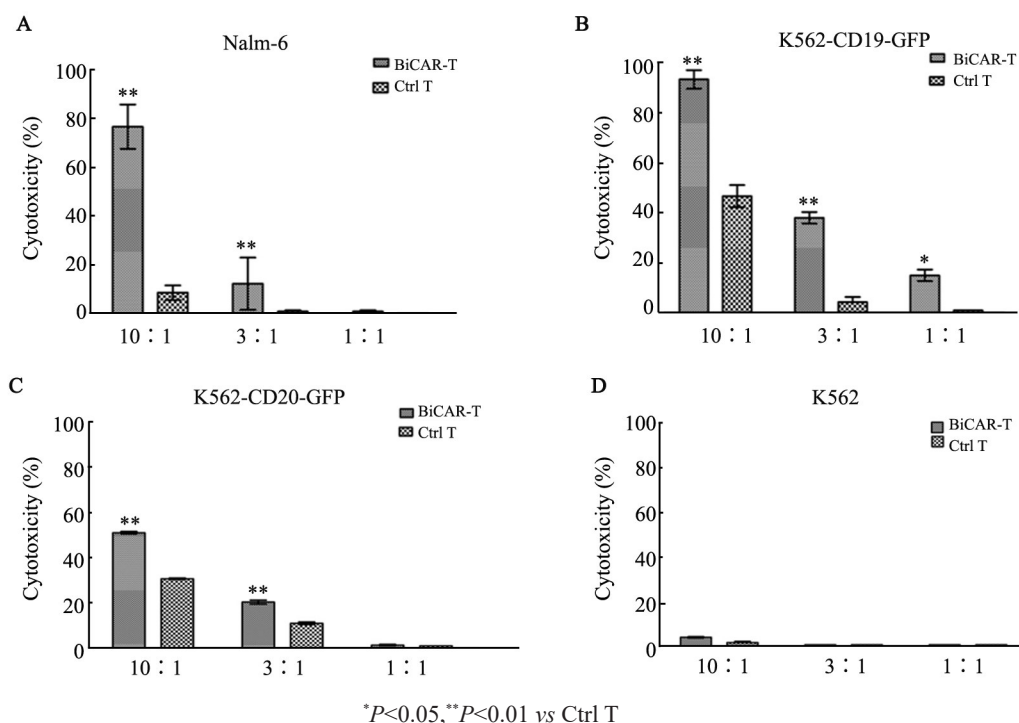 A
Nalm-6
BiCAR-T
Ctrl T
Cytotoxicity (%)
100
80
60
40
20
0
**
**
10∶1
3∶1
1∶1
B
K562-CD19-GFP
BiCAR-T
Ctrl T
Cytotoxicity (%)
100
80
60
40
20
0
**
**
*
10∶1
3∶1
1∶1
C
K562-CD20-GFP
BiCAR-T
Ctrl T
Cytotoxicity (%)
100
80
60
40
20
0
**
**
10∶1
3∶1
1∶1
D
K562
BiCAR-T
Ctrl T
Cytotoxicity (%)
100
80
60
40
20
0
10∶1
3∶1
1∶1
*P<0.05,**P<0.01 vs Ctrl T